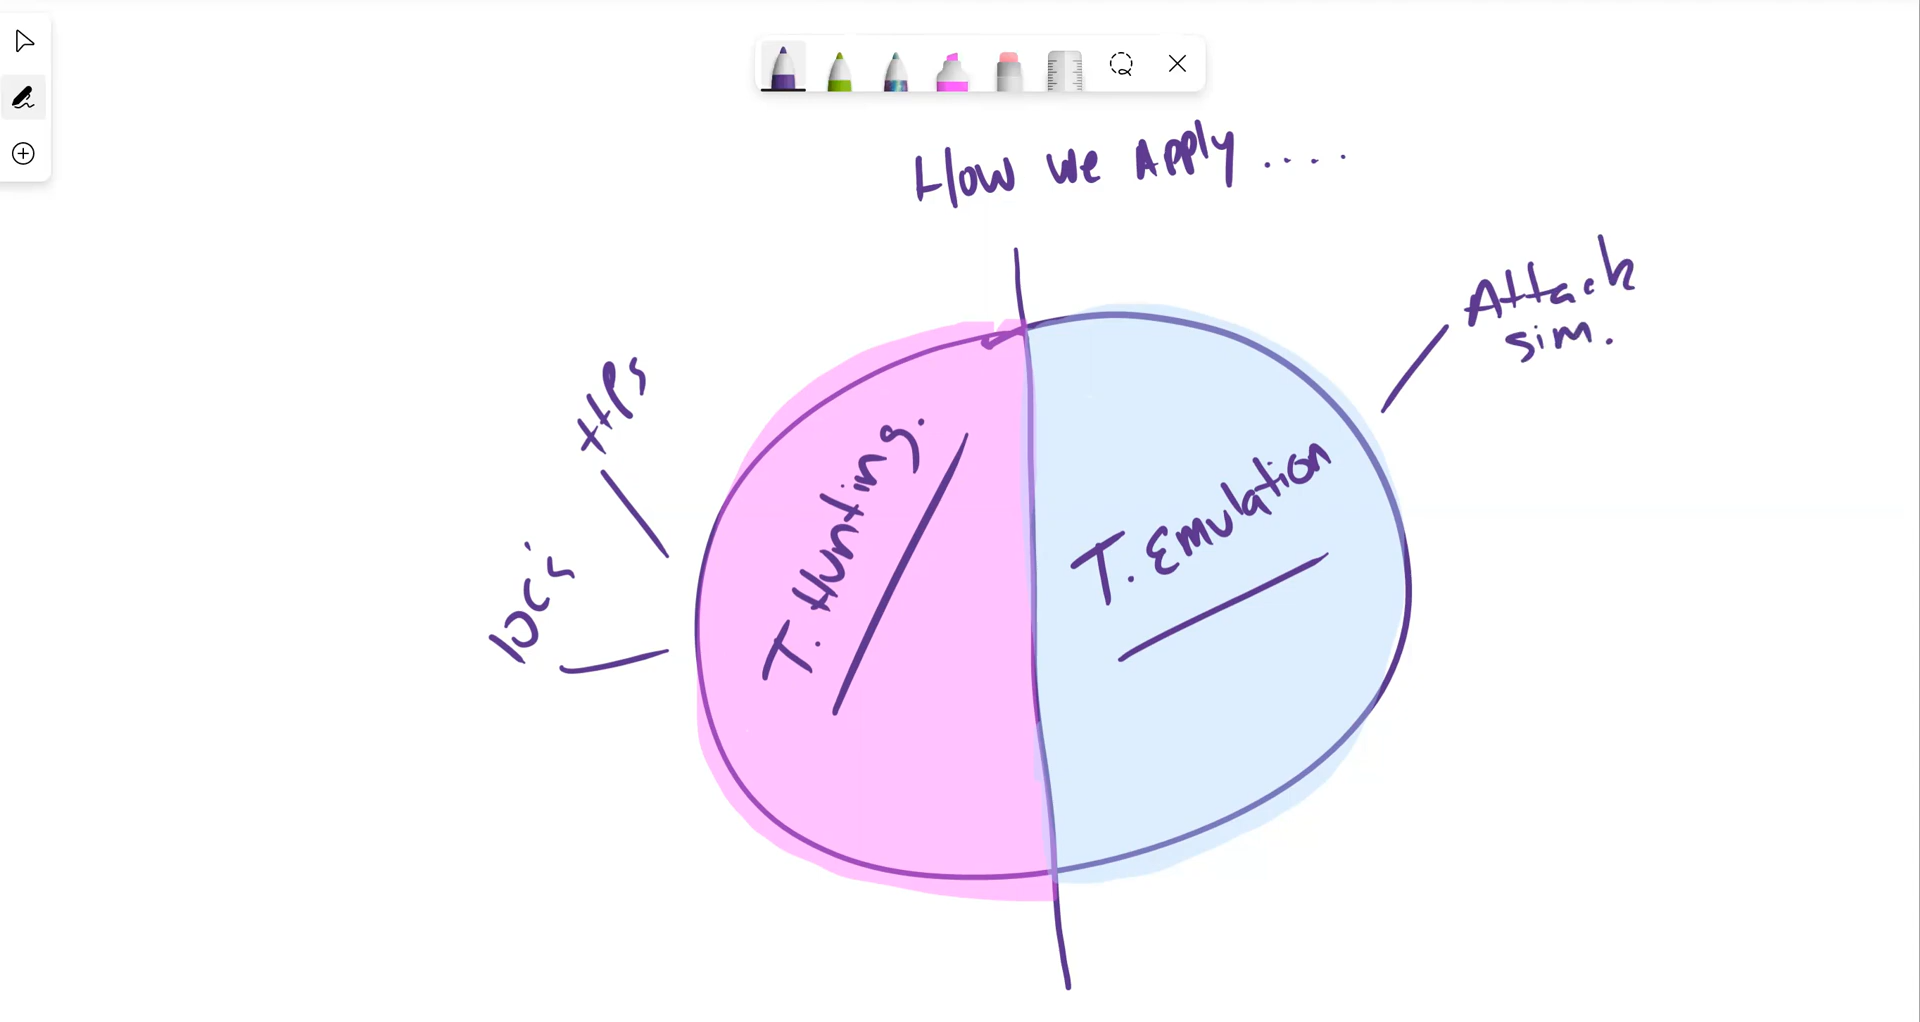 How we Apply .....
Attack
sim.
ttps
IOC's
T. Hunting.
T. Emulation